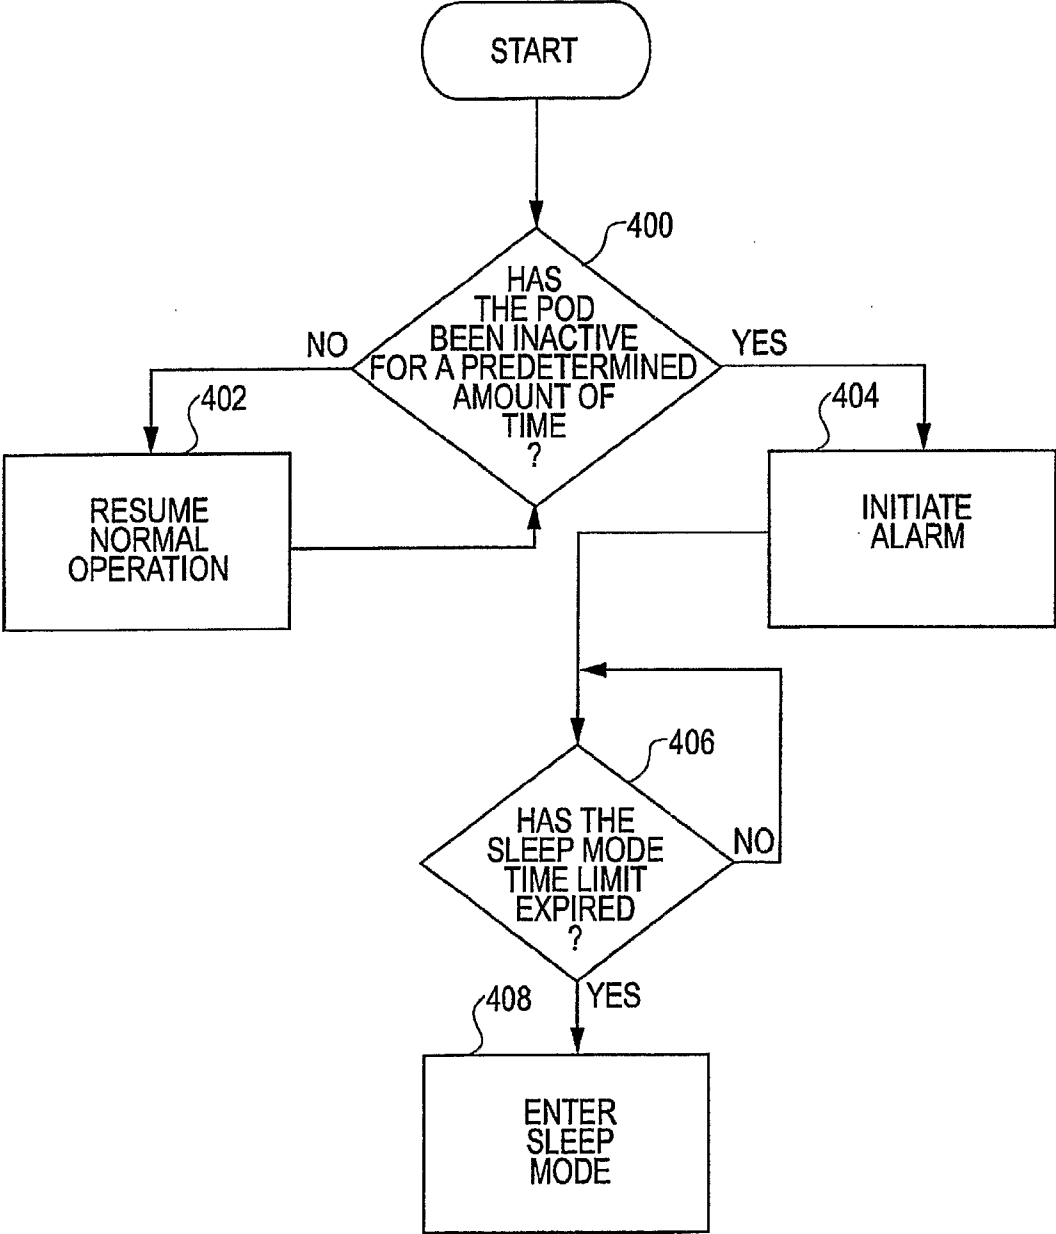 START
400
HAS
THE POD
BEEN INACTIVE
FOR A PREDETERMINED
AMOUNT OF
TIME
?
NO
YES
402
404
RESUME
NORMAL
OPERATION
INITIATE
ALARM
406
HAS THE
SLEEP MODE
TIME LIMIT
EXPIRED
?
NO
YES
408
ENTER
SLEEP
MODE